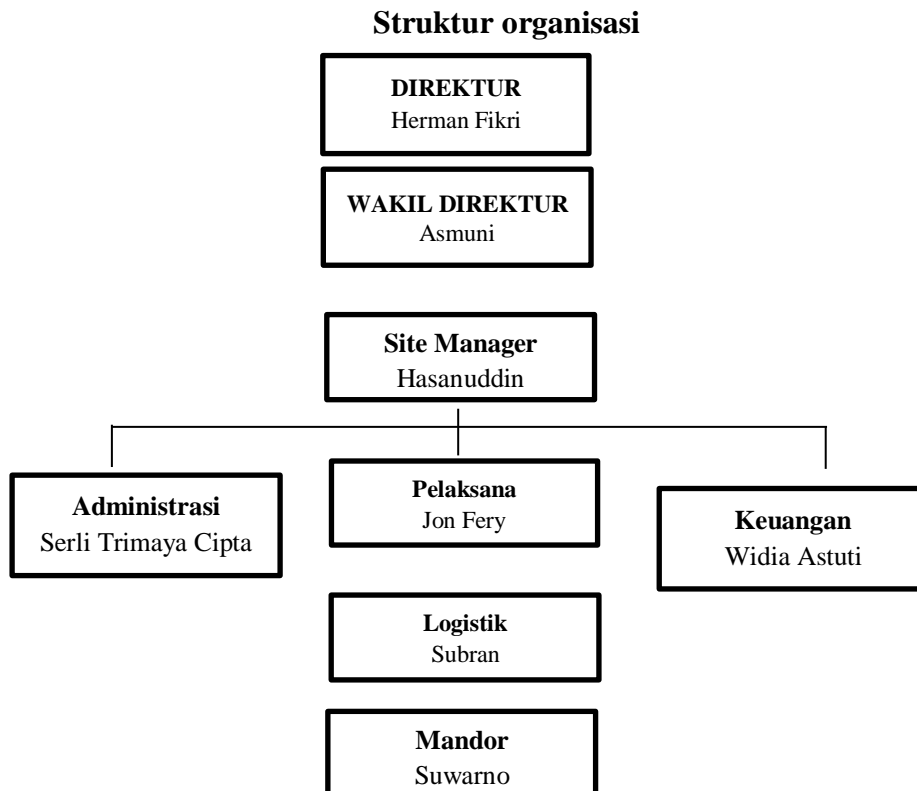 Struktur organisasi
DIREKTUR
Herman Fikri
WAKIL DIREKTUR
Asmuni
Site Manager
Hasanuddin
Administrasi
Serli Trimaya Cipta
Pelaksana
Jon Fery
Keuangan
Widia Astuti
Logistik
Subran
Mandor
Suwarno